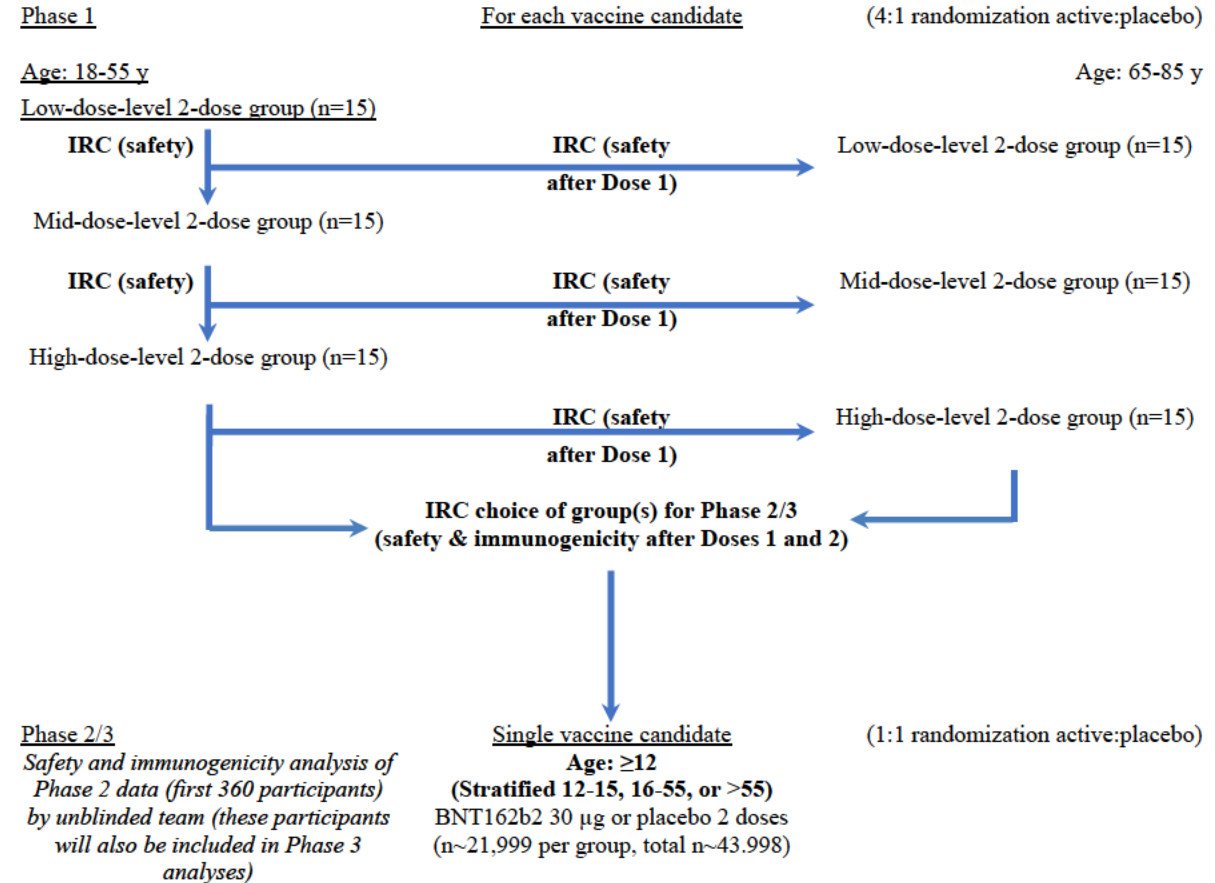 Phase 1 For each vaccine candidate (4:1 randomization active:placebo)
Age: 18-55 y Age: 65-85 y
Low-dose-level 2-dose group (n=15)
IRC (safety) IRC (safety Low-dose-level 2-dose group (n=15)
after Dose 1)
Mid-dose-level 2-dose group (n=15)
IRC (safety) IRC (safety Mid-dose-level 2-dose group (n=15)
after Dose 1)
High-dose-level 2-dose group (n=15)
IRC (safety High-dose-level 2-dose group (n=15)
after Dose 1)
IRC choice of group(s) for Phase 2/3
(safety & immunogenicity after Doses 1 and 2)
Phase 2/3 Single vaccine candidate (1:1 randomization active:placebo)
Safety and immunogenicity analysis of Age: ≥12
Phase 2 data (first 360 participants) (Stratified 12-15, 16-55, or >55)
by unblinded team (these participants BNT162b2 30 µg or placebo 2 doses
will also be included in Phase 3 (n~21,999 per group, total n~43.998)
analyses)